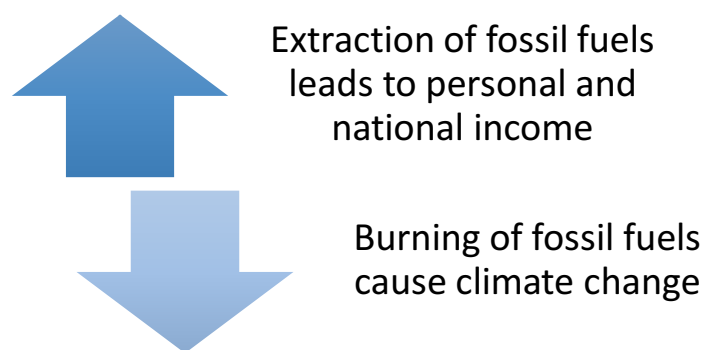 Extraction of fossil fuels
leads to personal and
national income
Burning of fossil fuels
cause climate change